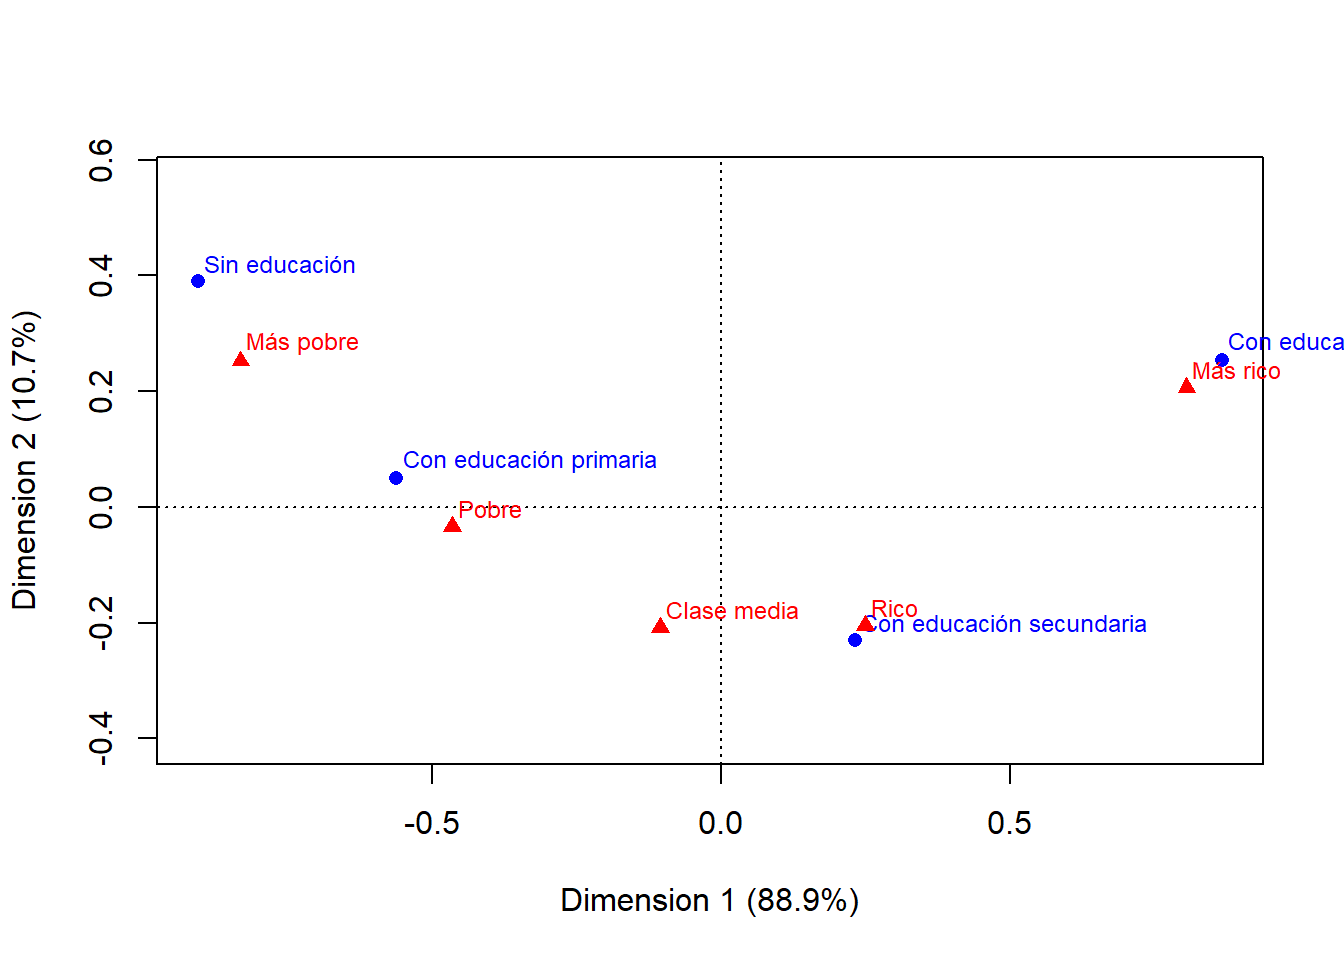 0.6
0.4
0.2
0.0
-0.2
-0.4
Dimension 2 (10.7%)
Sin educación
Más pobre
Con educa
Más rico
Con educación primaria
Pobre
Clase media
Rico
Con educación secundaria
-0.5
0.0
0.5
Dimension 1 (88.9%)